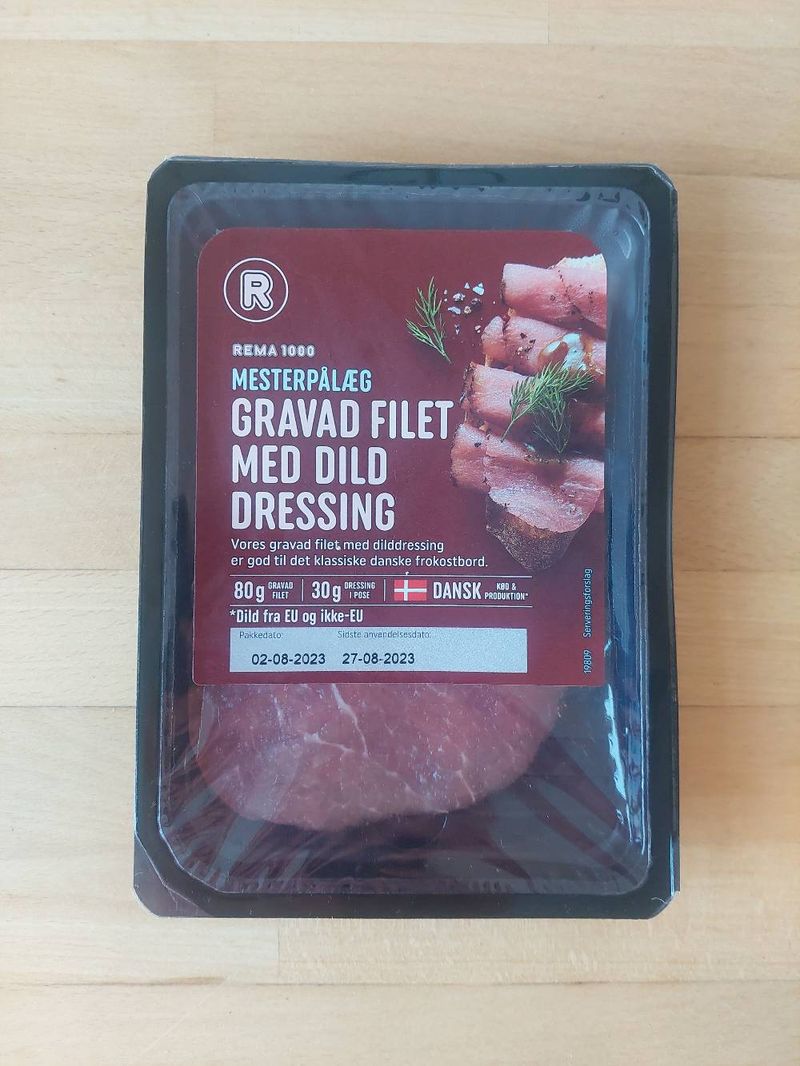 R
REMA 1000
MESTERPÅLÆG
GRAVAD FILET
MED DILD
DRESSING
Vores gravad filet med dilddressing
er god til det klassiske danske frokostbord.
80g GRAVAD FILET | 30g DRESSING I POSE | DANSK KØD & PRODUKTION*
*Dild fra EU og ikke-EU
Pakkedato: Sidste anvendelsesdato:
02-08-2023 27-08-2023
19809 Serveringsforslag